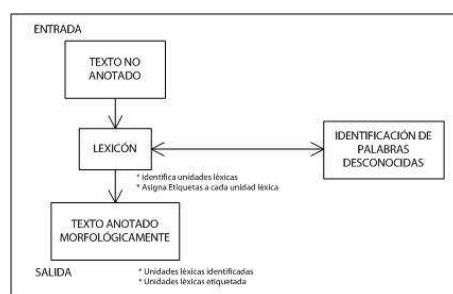 ENTRADA
TEXTO NO
ANOTADO
LEXICÓN
IDENTIFICACIÓN DE
PALABRAS
DESCONOCIDAS
* Identifica unidades léxicas
* Asigna Etiquetas a cada unidad léxica
TEXTO ANOTADO
MORFOLÓGICAMENTE
SALIDA
* Unidades léxicas identificadas
* Unidades léxicas etiquetada